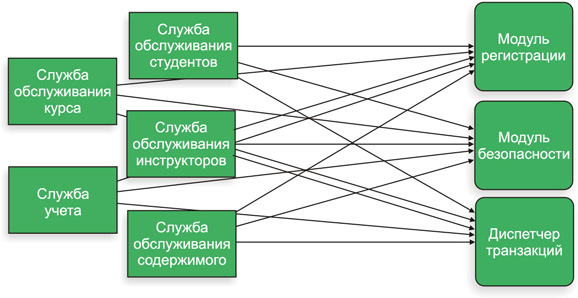 Служба
обслуживания
студентов
Служба
обслуживания
курса
Служба
обслуживания
инструкторов
Служба
учета
Служба
обслуживания
содержимого
Модуль
регистрации
Модуль
безопасности
Диспетчер
транзакций